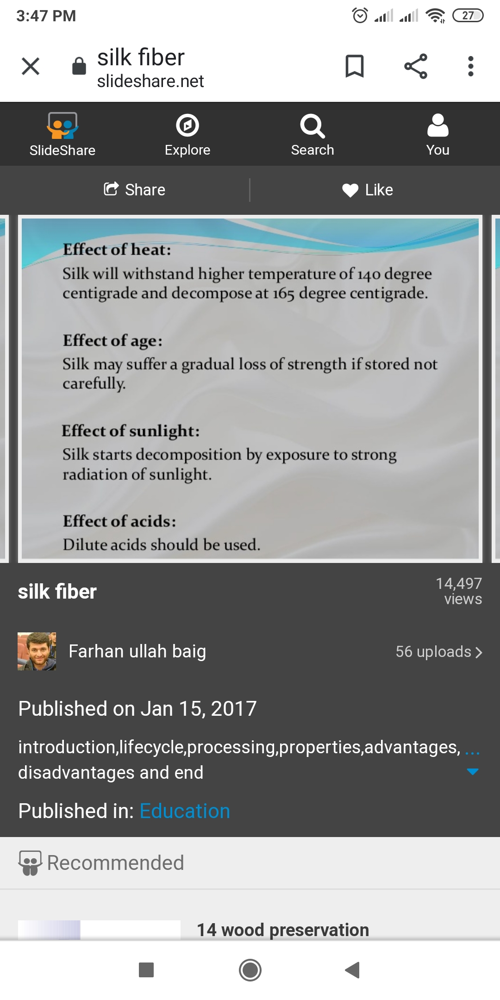 3:47 PM
27
silk fiber
slideshare.net
SlideShare
Explore
Search
You
Share
Like
Effect of heat:
Silk will withstand higher temperature of 140 degree
centigrade and decompose at 165 degree centigrade.
Effect of age:
Silk may suffer a gradual loss of strength if stored not
carefully.
Effect of sunlight:
Silk starts decomposition by exposure to strong
radiation of sunlight.
Effect of acids:
Dilute acids should be used.
silk fiber
14,497
views
Farhan ullah baig
56 uploads
Published on Jan 15, 2017
introduction,lifecycle,processing,properties,advantages, ...
disadvantages and end
Published in: Education
Recommended
14 wood preservation